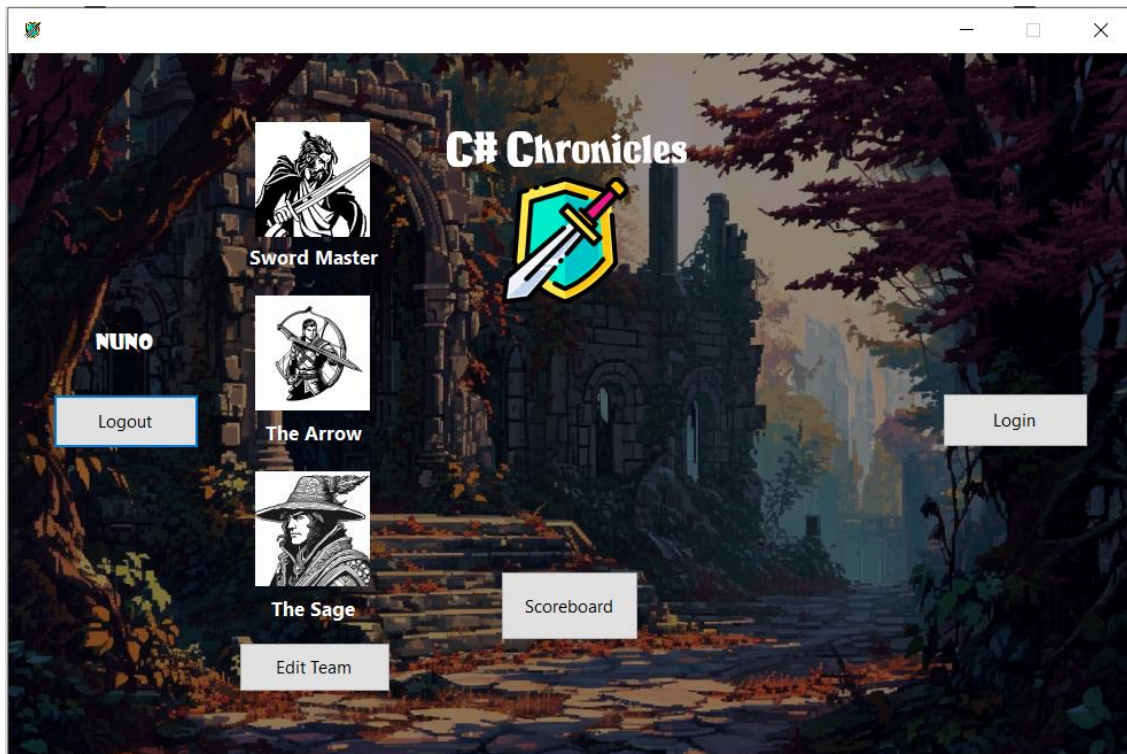 C# Chronicles
Sword Master
NUNO
Logout
The Arrow
Login
The Sage
Scoreboard
Edit Team